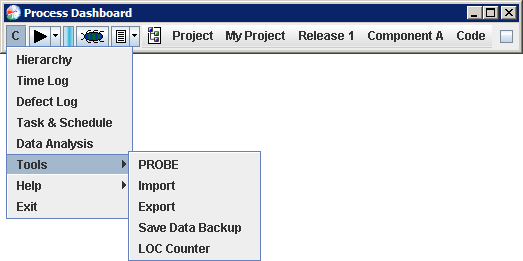 Process Dashboard
C Project My Project Release 1 Component A Code
Hierarchy
Time Log
Defect Log
Task & Schedule
Data Analysis
Tools
Help
Exit
PROBE
Import
Export
Save Data Backup
LOC Counter